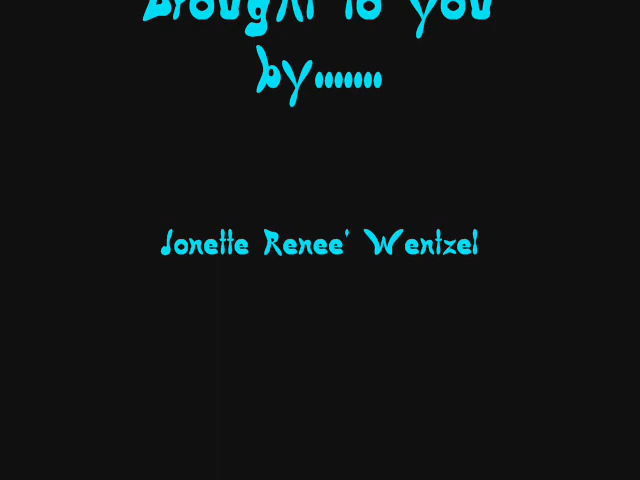 Brought to you
by.......
Jonette Renee' Wentzel